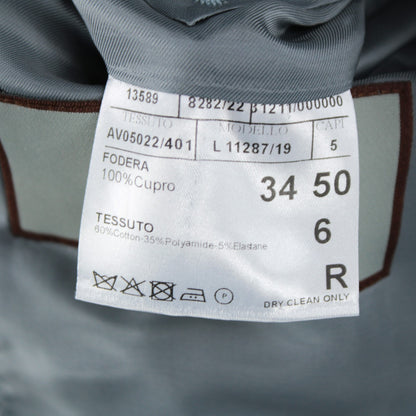 13589 8282/22 B1211/000000
TESSUTO MODELLO CAPI
AV05022/401 L 11287/19 5
FODERA
100%Cupro
34 50
TESSUTO
60%Cotton-35%Polyamide-5%Elastane
6
R
P
DRY CLEAN ONLY